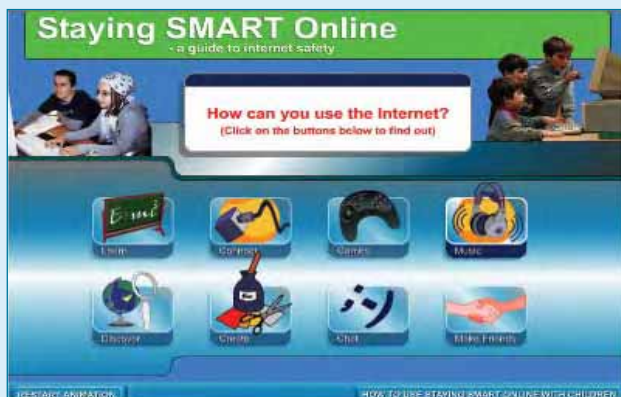 Staying SMART Online
- a guide to internet safety
How can you use the Internet?
(Click on the buttons below to find out)
Learn
Connect
Games
Music
Discover
Create
Chat
Make Friends
RESTART ANIMATION
HOW TO USE STAYING SMART ONLINE WITH CHILDREN